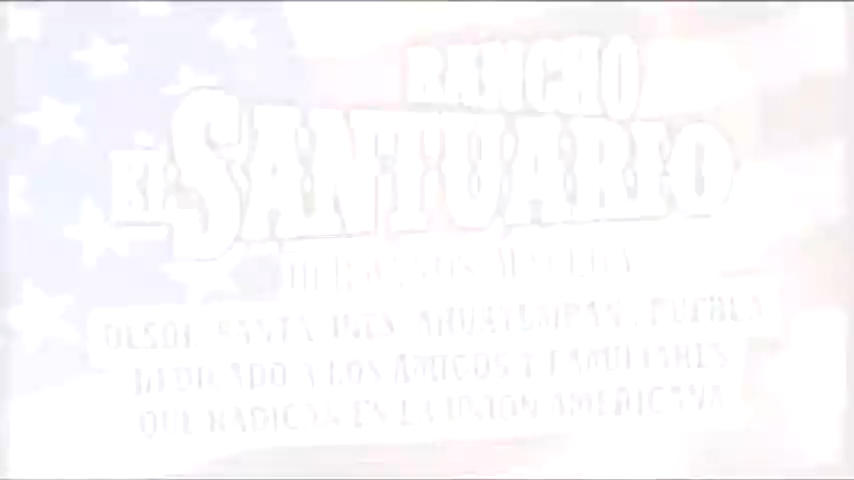 RANCHO
EL SANTUARIO
DESDE SANTA INES AHUATEMPAN, PUEBLA
DEDICADO A LOS AMIGOS Y FAMILIARES
QUE RADICAN EN LA UNION AMERICANA